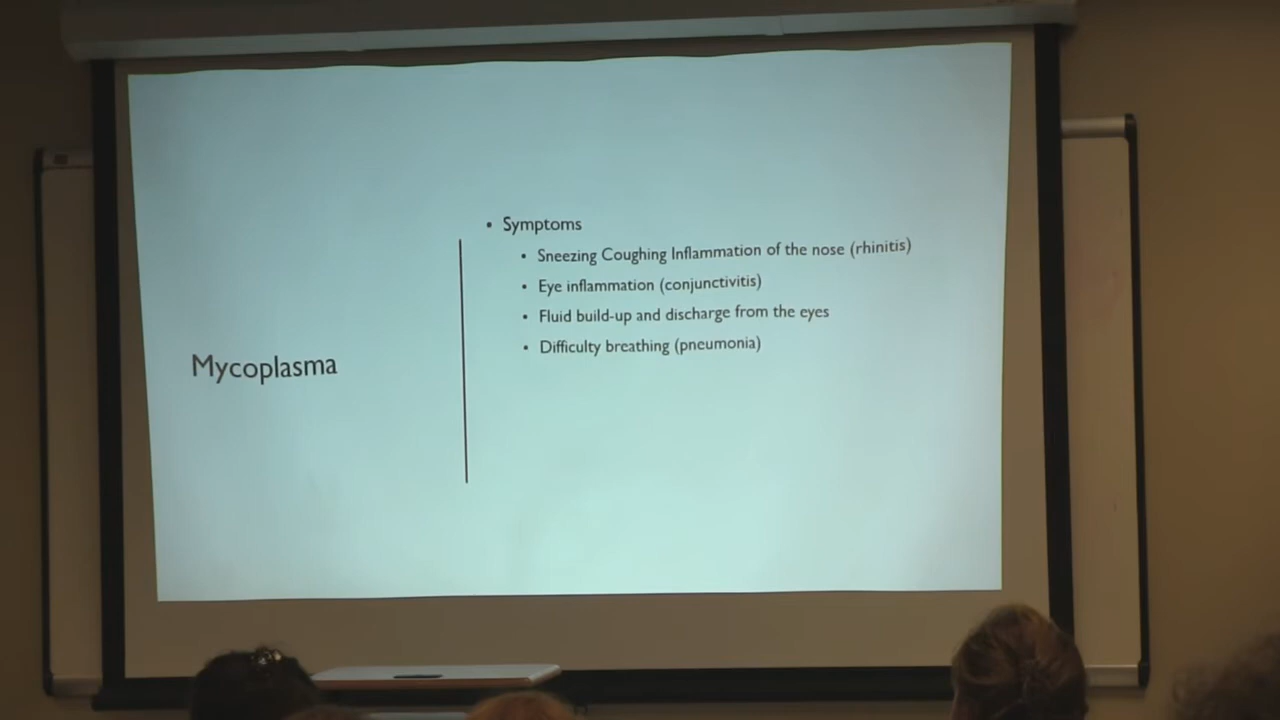 Mycoplasma
• Symptoms
• Sneezing Coughing Inflammation of the nose (rhinitis)
• Eye inflammation (conjunctivitis)
• Fluid build-up and discharge from the eyes
• Difficulty breathing (pneumonia)